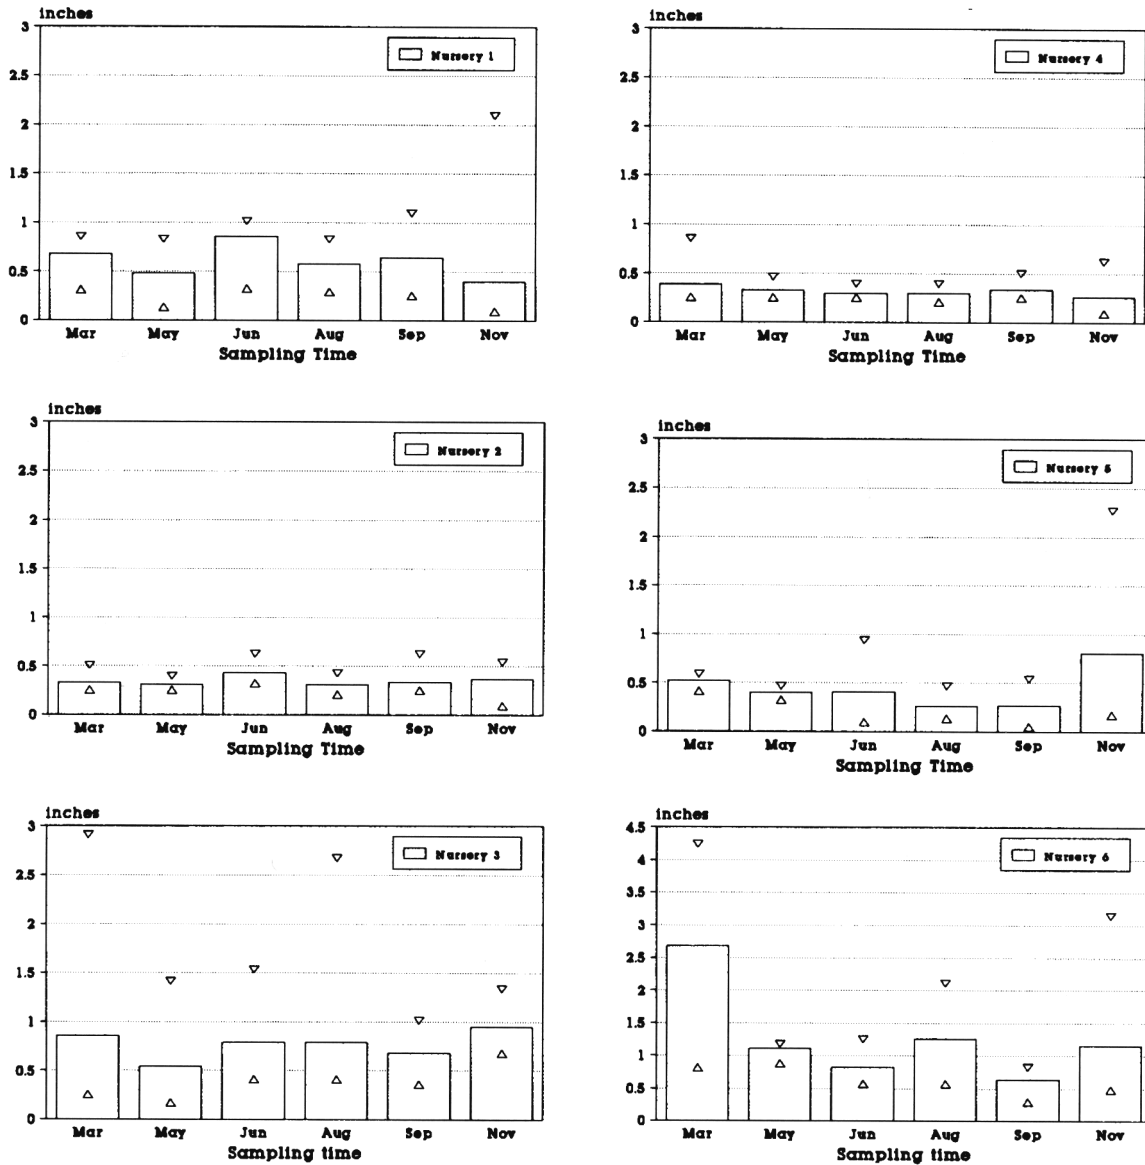 inches
3
2.5
2
1.5
1
0.5
0
Nursery 1
Mar May Jun Aug Sep Nov
Sampling Time
inches
3
2.5
2
1.5
1
0.5
0
Nursery 4
Mar May Jun Aug Sep Nov
Sampling Time
inches
3
2.5
2
1.5
1
0.5
0
Nursery 2
Mar May Jun Aug Sep Nov
Sampling Time
inches
3
2.5
2
1.5
1
0.5
0
Nursery 5
Mar May Jun Aug Sep Nov
Sampling Time
inches
3
2.5
2
1.5
1
0.5
0
Nursery 3
Mar May Jun Aug Sep Nov
Sampling time
inches
4.5
4
3.5
3
2.5
2
1.5
1
0.5
0
Nursery 6
Mar May Jun Aug Sep Nov
Sampling time